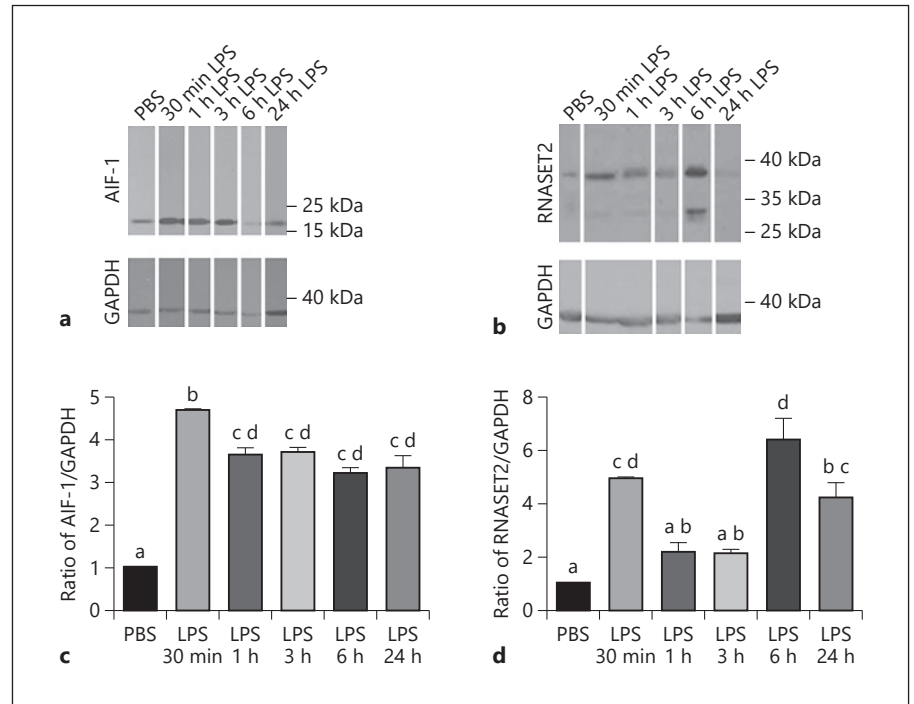 PBS
30 min LPS
1 h LPS
3 h LPS
6 h LPS
24 h LPS
AIF-1
25 kDa
15 kDa
GAPDH
40 kDa
a
PBS
30 min LPS
1 h LPS
3 h LPS
6 h LPS
24 h LPS
RNASET2
40 kDa
35 kDa
25 kDa
GAPDH
40 kDa
b
Ratio of AIF-1/GAPDH
5
4
3
2
1
0
a
b
c d
c d
c d
c d
PBS LPS LPS LPS LPS LPS
30 min 1 h 3 h 6 h 24 h
c
Ratio of RNASET2/GAPDH
8
6
4
2
0
a
c d
a b
a b
d
b c
PBS LPS LPS LPS LPS LPS
30 min 1 h 3 h 6 h 24 h
d